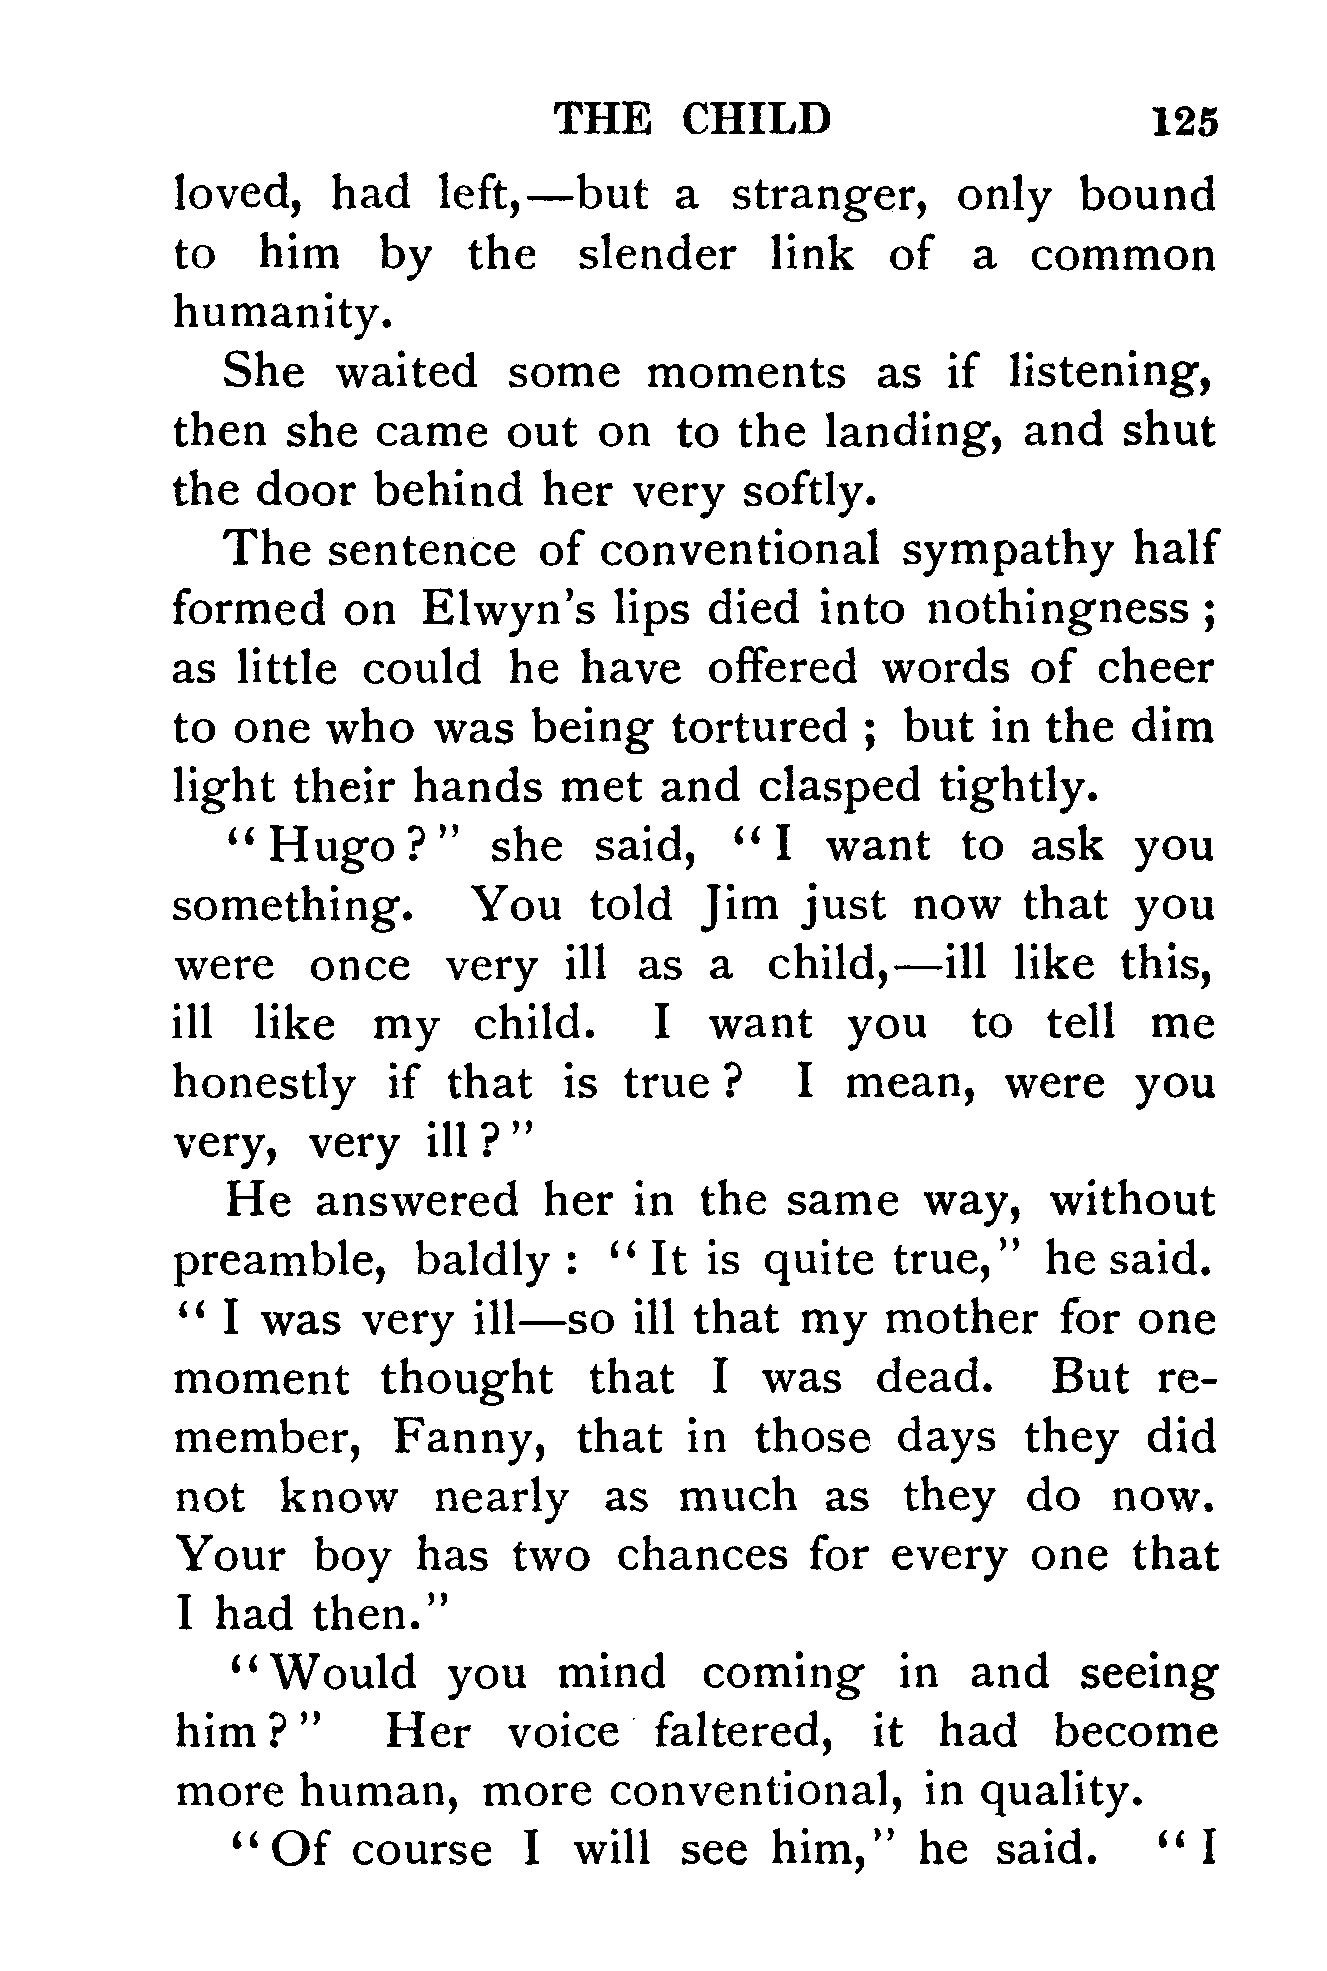 THE CHILD 125
loved, had left,—but a stranger, only bound
to him by the slender link of a common
humanity.
She waited some moments as if listening,
then she came out on to the landing, and shut
the door behind her very softly.
The sentence of conventional sympathy half
formed on Elwyn's lips died into nothingness ;
as little could he have offered words of cheer
to one who was being tortured ; but in the dim
light their hands met and clasped tightly.
“ Hugo ? ” she said, “ I want to ask you
something. You told Jim just now that you
were once very ill as a child,—ill like this,
ill like my child. I want you to tell me
honestly if that is true ? I mean, were you
very, very ill ? ”
He answered her in the same way, without
preamble, baldly : “ It is quite true,” he said.
“ I was very ill—so ill that my mother for one
moment thought that I was dead. But re-
member, Fanny, that in those days they did
not know nearly as much as they do now.
Your boy has two chances for every one that
I had then.”
“ Would you mind coming in and seeing
him ? ” Her voice faltered, it had become
more human, more conventional, in quality.
“ Of course I will see him,” he said. “ I